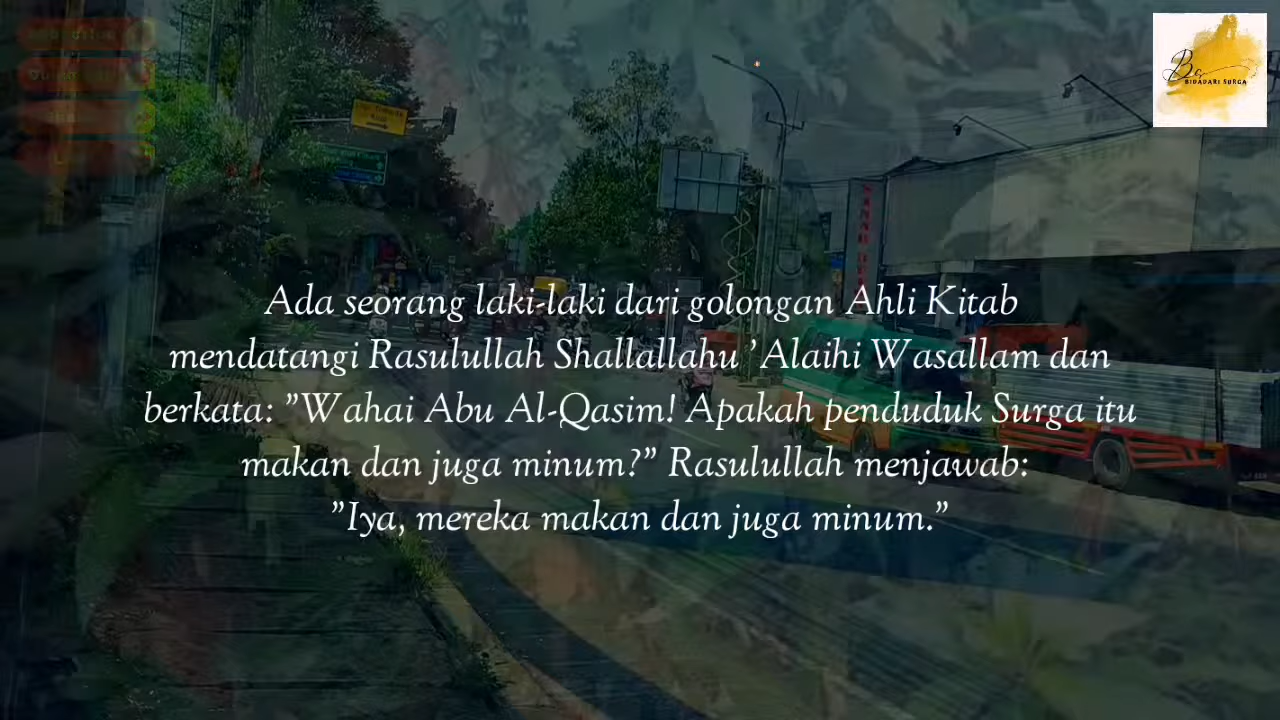 BIDADARI SURGA
Ada seorang laki-laki dari golongan Ahli Kitab
mendatangi Rasulullah Shallallahu 'Alaihi Wasallam dan
berkata: "Wahai Abu Al-Qasim! Apakah penduduk Surga itu
makan dan juga minum?" Rasulullah menjawab:
"Iya, mereka makan dan juga minum."